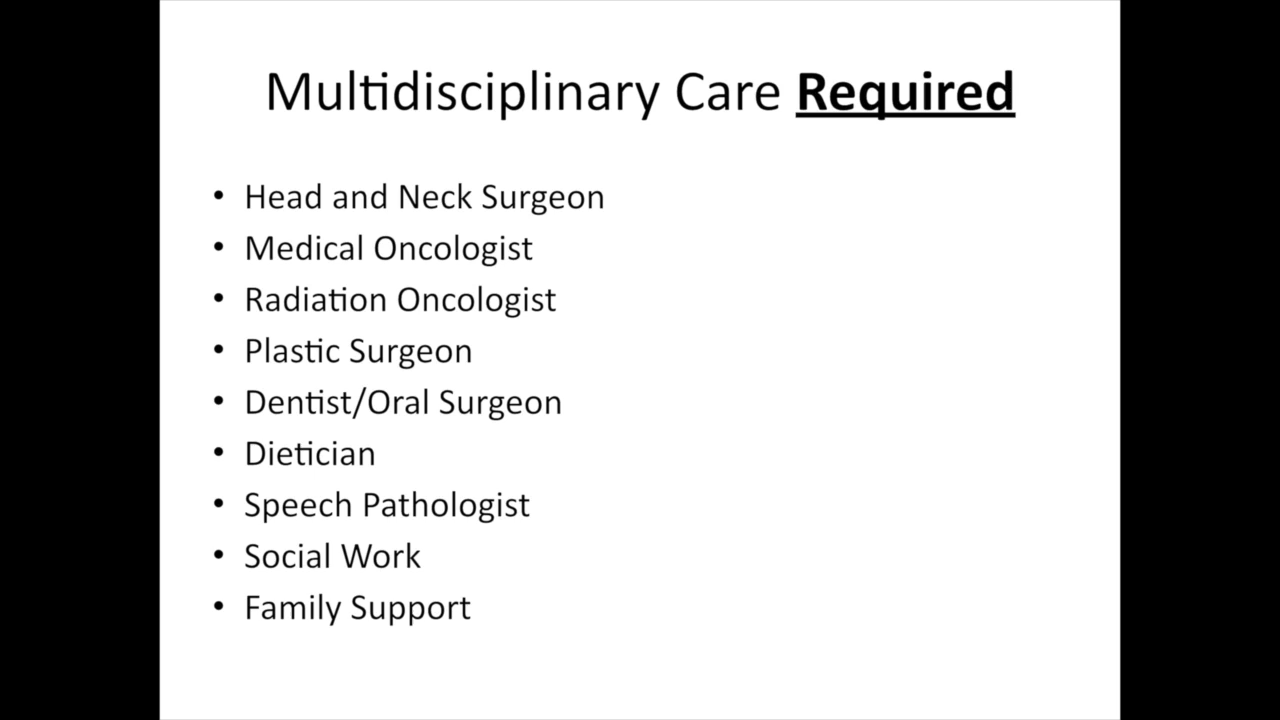 Multidisciplinary Care Required
• Head and Neck Surgeon
• Medical Oncologist
• Radiation Oncologist
• Plastic Surgeon
• Dentist/Oral Surgeon
• Dietician
• Speech Pathologist
• Social Work
• Family Support